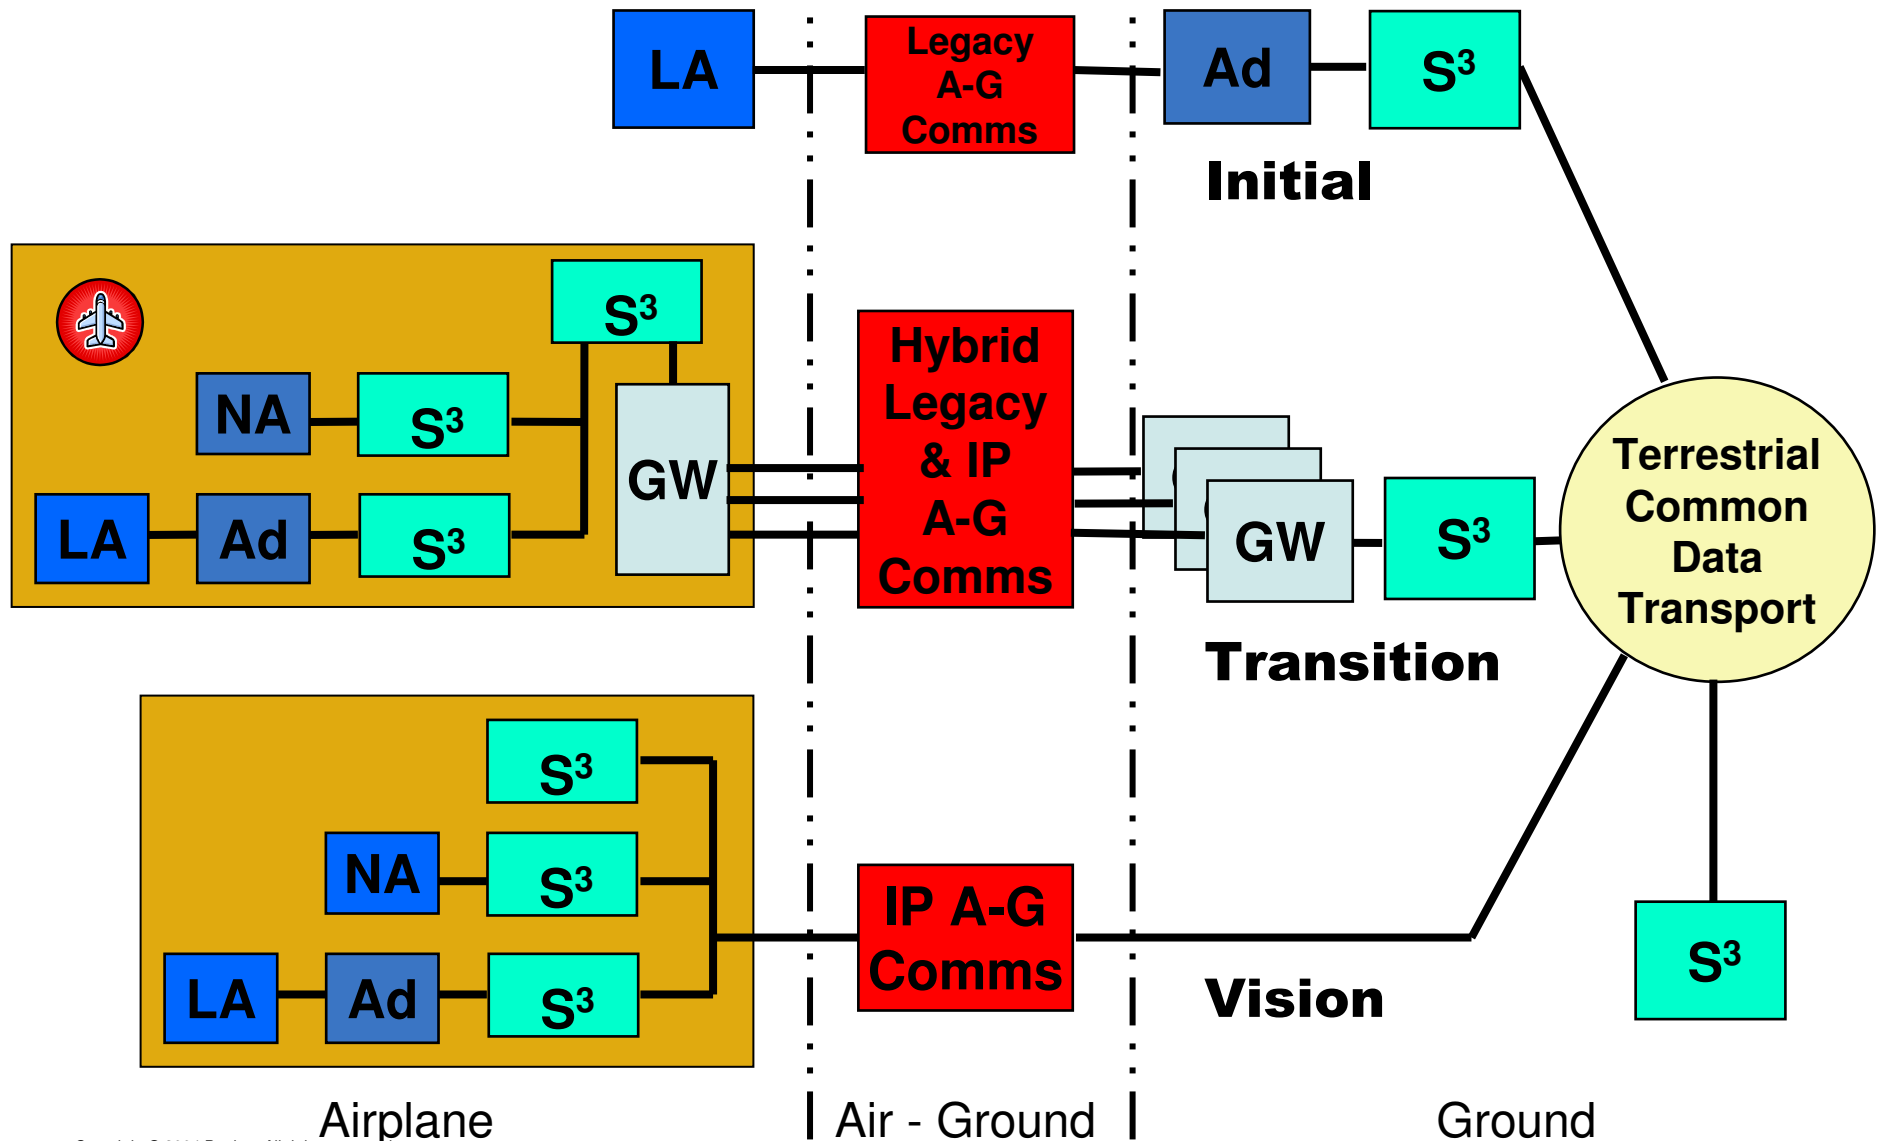 LA
Legacy
A-G
Comms
Ad
S³
Initial
S³
NA
S³
LA
Ad
S³
GW
Hybrid
Legacy
& IP
A-G
Comms
GW
S³
Terrestrial
Common
Data
Transport
Transition
S³
NA
S³
LA
Ad
S³
IP A-G
Comms
Vision
S³
Airplane
Air - Ground
Ground